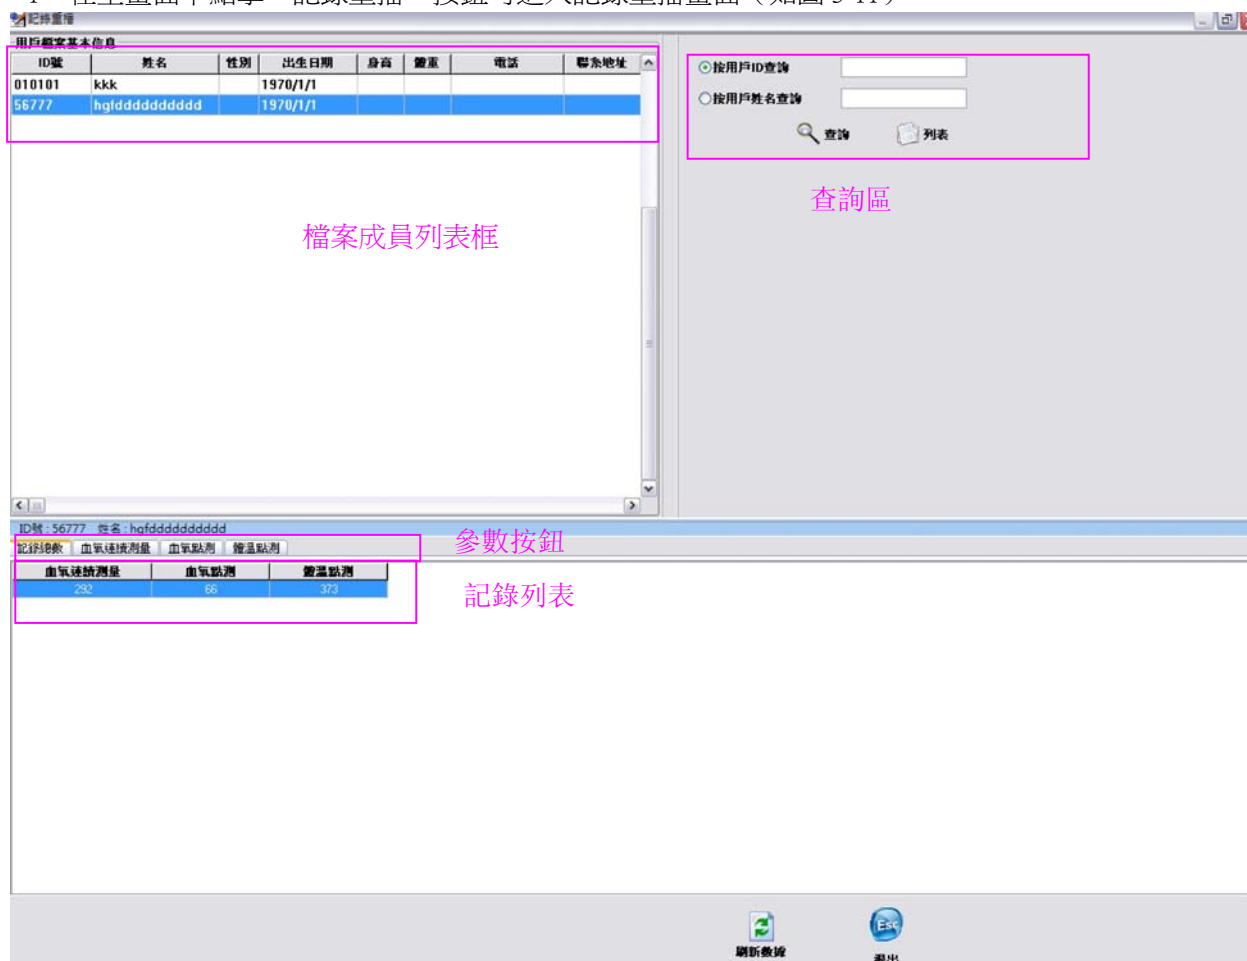 記錄重播
用戶檔案基本信息
ID號 姓名 性別 出生日期 身高 體重 電話 聯系地址
010101 kkk 1970/1/1
56777 hgfdddddddddd 1970/1/1
按用戶ID查詢
按用戶姓名查詢
查詢 列表
查詢區
檔案成員列表框
ID號 : 56777 姓名 : hgfdddddddddd
記錄總數 血氧連續測量 血氧點測 體溫點測
參數按鈕
血氧連續測量 血氧點測 體溫點測
292 66 373
記錄列表
Esc
刷新數據